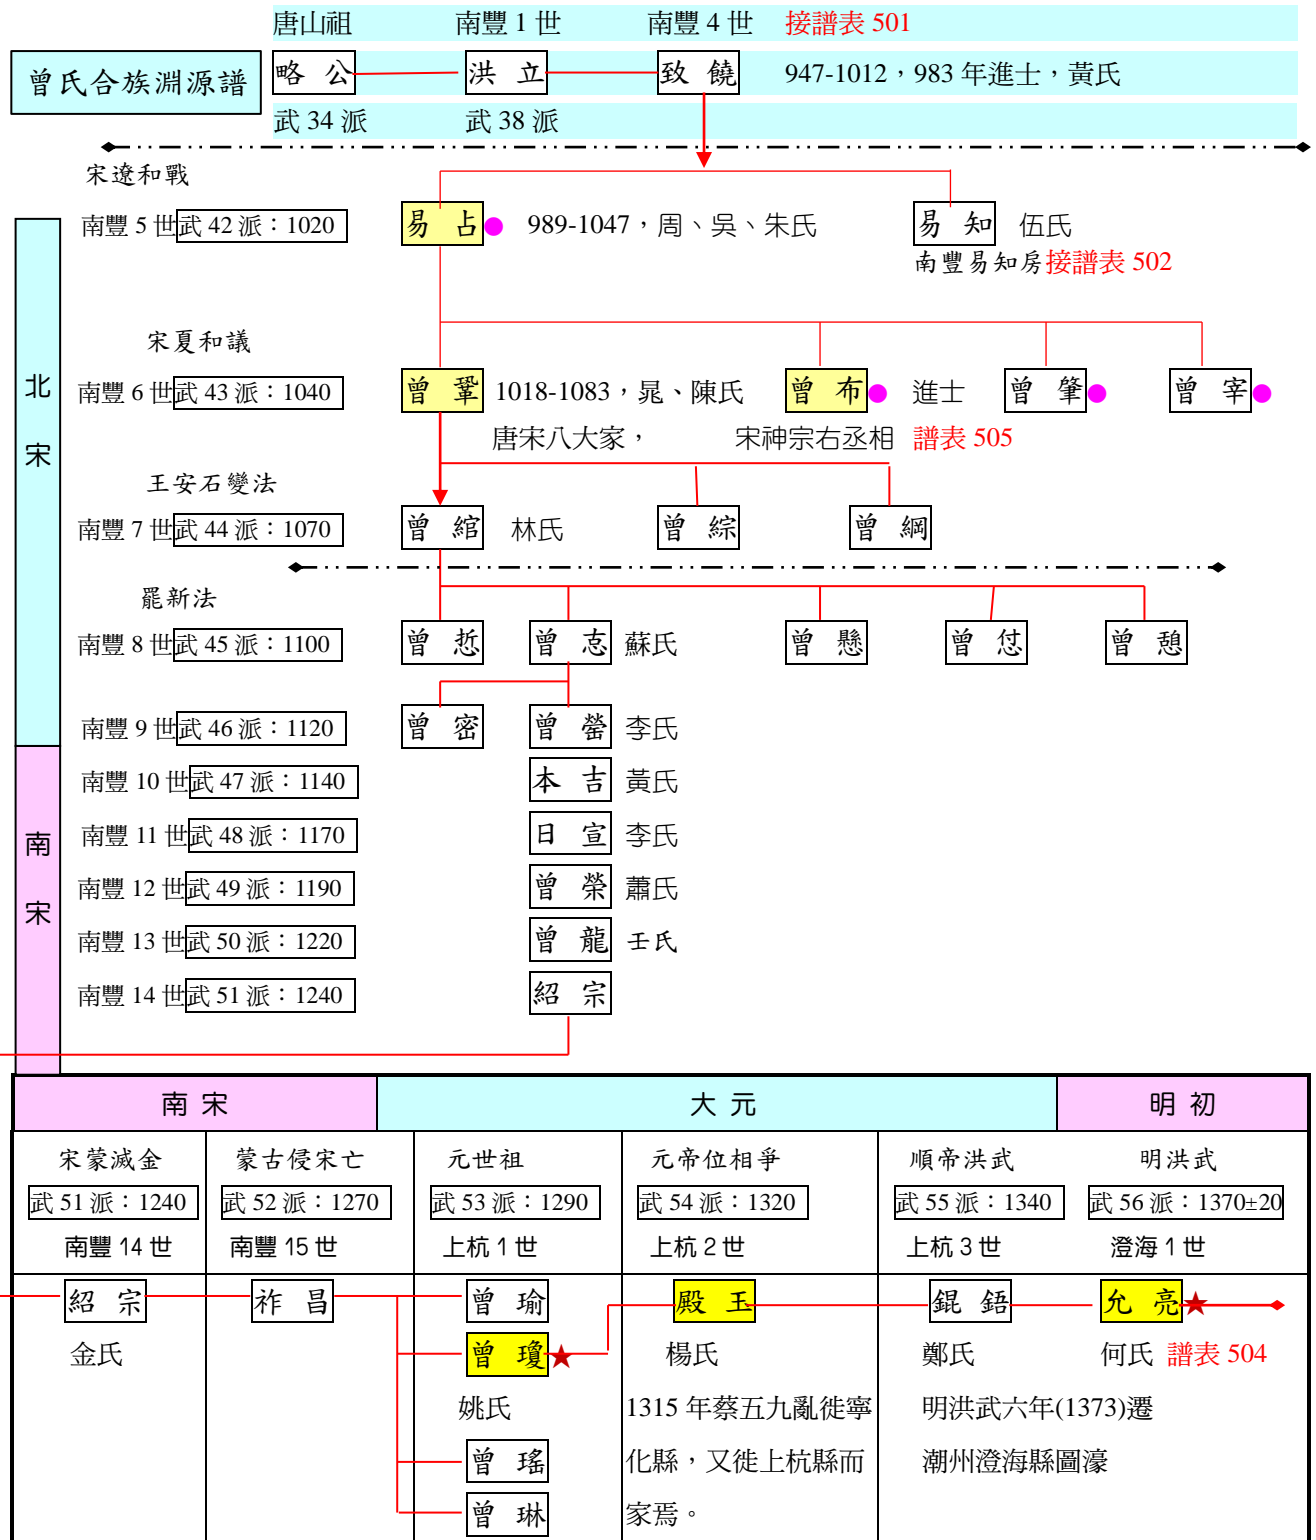 唐山祖 南豐 1 世 南豐 4 世 接譜表 501
曾氏合族淵源譜 略 公 洪 立 致 饒 947-1012，983 年進士，黃氏
武 34 派 武 38 派
宋遼和戰
南豐 5 世 武 42 派：1020 易 占 989-1047，周、吳、朱氏 易 知 伍氏
南豐易知房接譜表 502
宋夏和議
北宋
南豐 6 世 武 43 派：1040 曾 鞏 1018-1083，晁、陳氏 曾 布 進士 曾 肇 曾 宰
唐宋八大家， 宋神宗右丞相 譜表 505
王安石變法
南豐 7 世 武 44 派：1070 曾 綰 林氏 曾 綜 曾 綱
罷新法
南豐 8 世 武 45 派：1100 曾 悊 曾 志 蘇氏 曾 懸 曾 㤝 曾 憩
南豐 9 世 武 46 派：1120 曾 密 曾 䓨 李氏
南宋
南豐 10 世 武 47 派：1140 本 吉 黃氏
南豐 11 世 武 48 派：1170 日 宣 李氏
南豐 12 世 武 49 派：1190 曾 榮 蕭氏
南豐 13 世 武 50 派：1220 曾 龍 壬氏
南豐 14 世 武 51 派：1240 紹 宗
南 宋 大 元 明 初
宋蒙滅金 蒙古侵宋亡 元世祖 元帝位相爭 順帝洪武 明洪武
武 51 派：1240 武 52 派：1270 武 53 派：1290 武 54 派：1320 武 55 派：1340 武 56 派：1370±20
南豐 14 世 南豐 15 世 上杭 1 世 上杭 2 世 上杭 3 世 澄海 1 世
紹 宗 祚 昌 曾 瑜 殿 王 錕 鋙 允 亮
金氏 曾 瓊 楊氏 鄭氏 何氏 譜表 504
姚氏 1315 年蔡五九亂徙寧 明洪武六年(1373)遷
曾 瑤 化縣，又徙上杭縣而 潮州澄海縣圖濠
曾 琳 家焉。